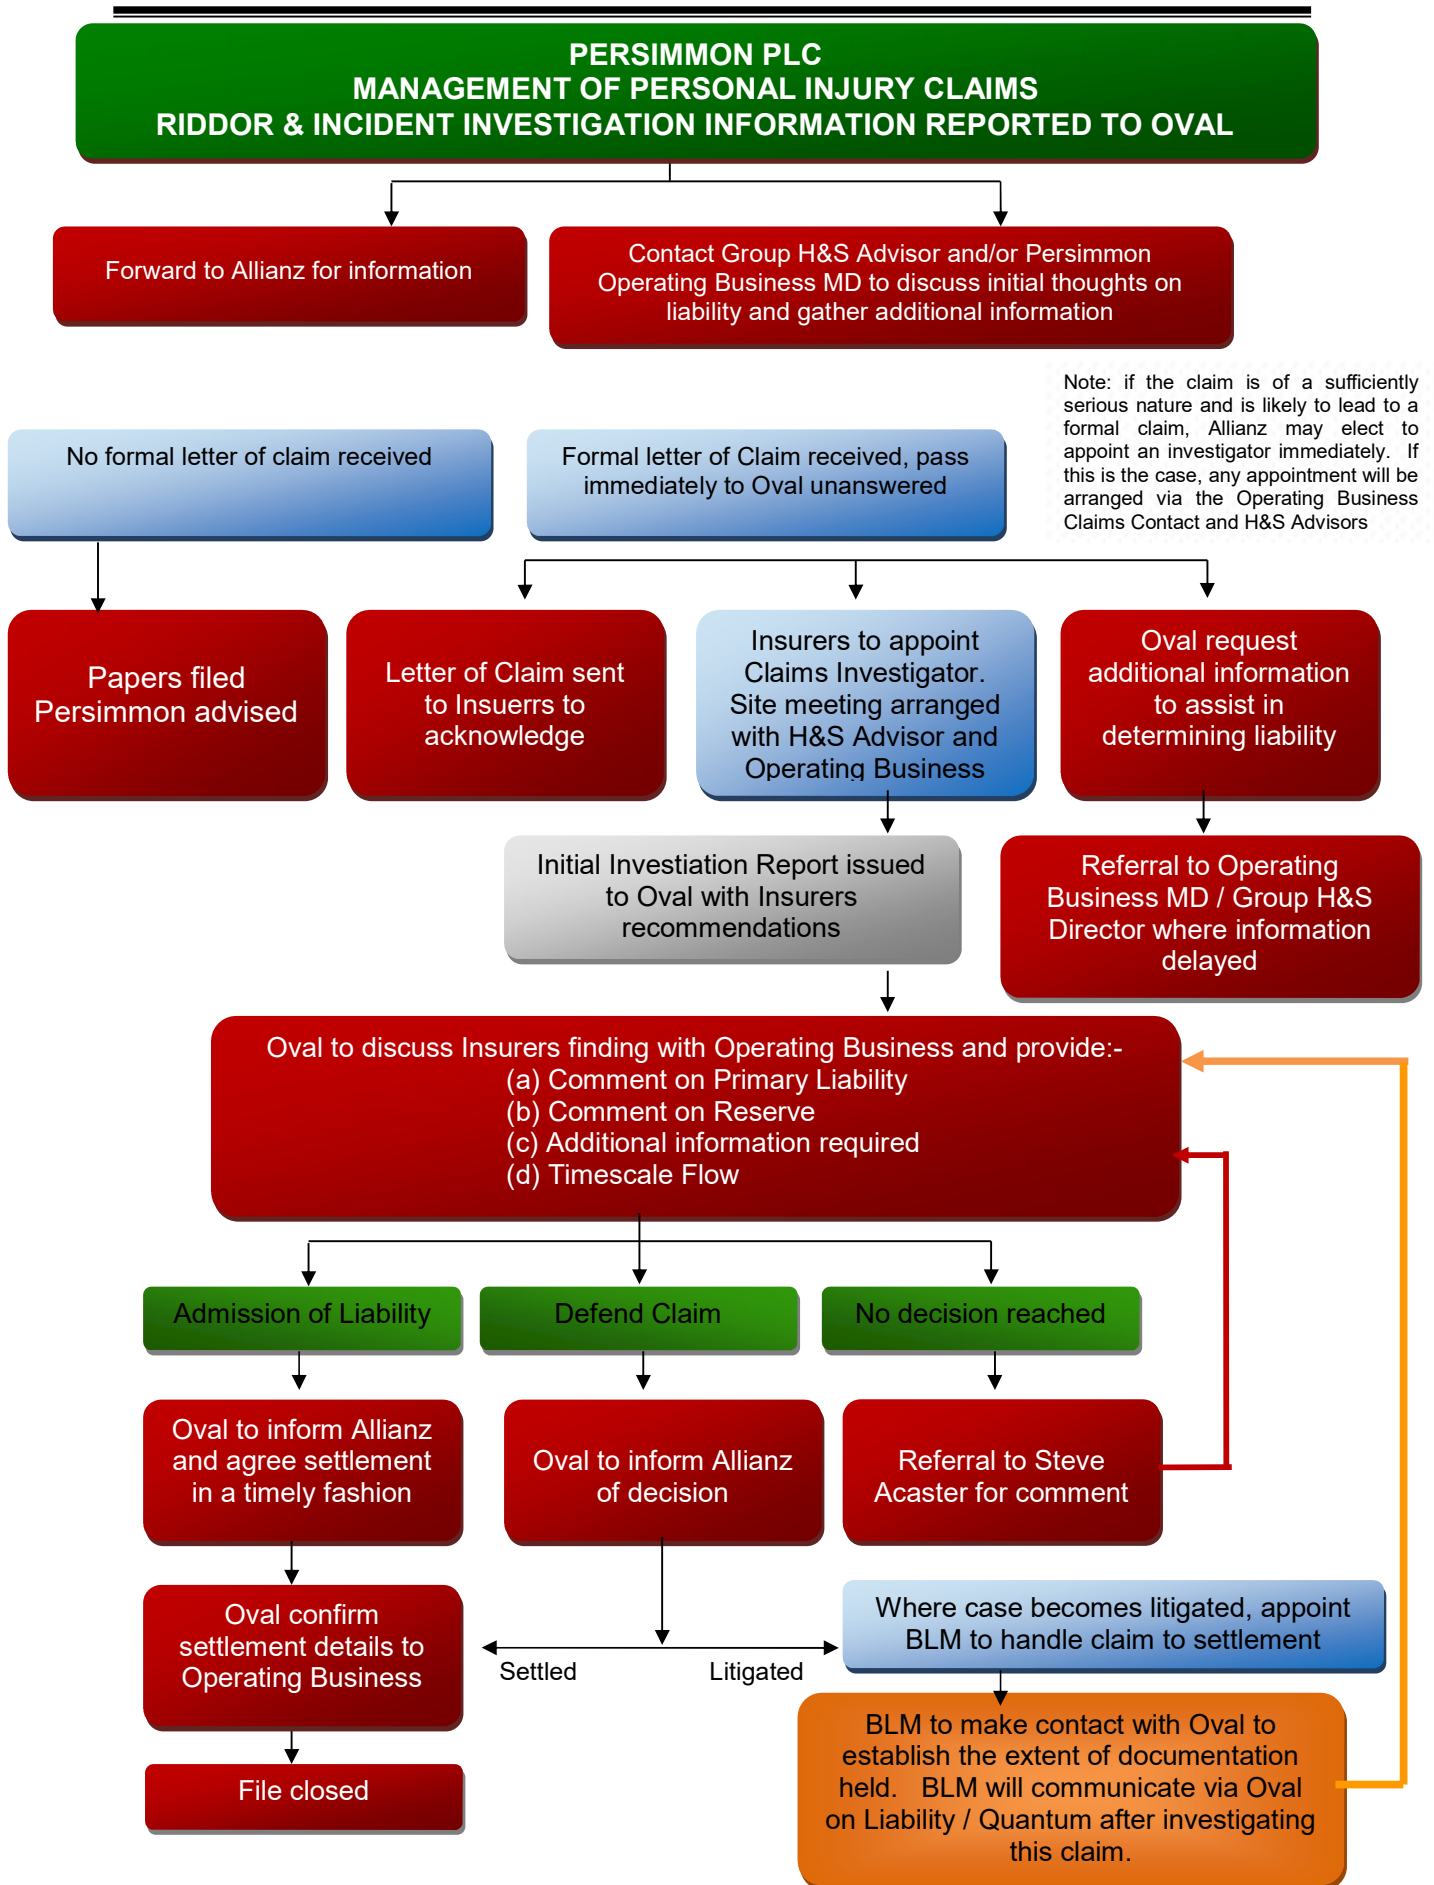 PERSIMMON PLC
MANAGEMENT OF PERSONAL INJURY CLAIMS
RIDDOR & INCIDENT INVESTIGATION INFORMATION REPORTED TO OVAL
Forward to Allianz for information
Contact Group H&S Advisor and/or Persimmon
Operating Business MD to discuss initial thoughts on
liability and gather additional information
Note: if the claim is of a sufficiently
serious nature and is likely to lead to a
formal claim, Allianz may elect to
appoint an investigator immediately. If
this is the case, any appointment will be
arranged via the Operating Business
Claims Contact and H&S Advisors
No formal letter of claim received
Formal letter of Claim received, pass
immediately to Oval unanswered
Papers filed
Persimmon advised
Letter of Claim sent
to Insuerrs to
acknowledge
Insurers to appoint
Claims Investigator.
Site meeting arranged
with H&S Advisor and
Operating Business
Oval request
additional information
to assist in
determining liability
Initial Investiation Report issued
to Oval with Insurers
recommendations
Referral to Operating
Business MD / Group H&S
Director where information
delayed
Oval to discuss Insurers finding with Operating Business and provide:-
(a) Comment on Primary Liability
(b) Comment on Reserve
(c) Additional information required
(d) Timescale Flow
Admission of Liability
Defend Claim
No decision reached
Oval to inform Allianz
and agree settlement
in a timely fashion
Oval to inform Allianz
of decision
Referral to Steve
Acaster for comment
Oval confirm
settlement details to
Operating Business
Settled
Litigated
Where case becomes litigated, appoint
BLM to handle claim to settlement
File closed
BLM to make contact with Oval to
establish the extent of documentation
held. BLM will communicate via Oval
on Liability / Quantum after investigating
this claim.